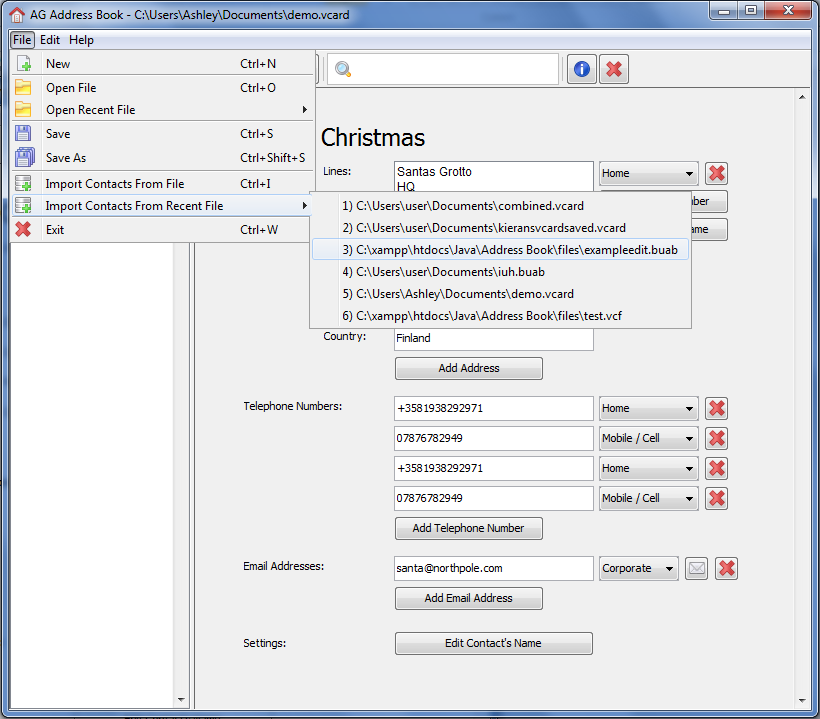 AG Address Book - C:\Users\Ashley\Documents\demo.vcard
File Edit Help
New Ctrl+N
Open File Ctrl+O
Open Recent File
Save Ctrl+S
Save As Ctrl+Shift+S
Import Contacts From File Ctrl+I
Import Contacts From Recent File
Exit Ctrl+W
1) C:\Users\user\Documents\combined.vcard
2) C:\Users\user\Documents\kieransvcardsaved.vcard
3) C:\xampp\htdocs\Java\Address Book\files\exampleedit.buab
4) C:\Users\user\Documents\iuh.buab
5) C:\Users\Ashley\Documents\demo.vcard
6) C:\xampp\htdocs\Java\Address Book\files\test.vcf
Christmas
Lines: Santas Grotto Home
HQ
Country: Finland
Add Address
Telephone Numbers: +3581938292971 Home
07876782949 Mobile / Cell
+3581938292971 Home
07876782949 Mobile / Cell
Add Telephone Number
Email Addresses: santa@northpole.com Corporate
Add Email Address
Settings: Edit Contact's Name